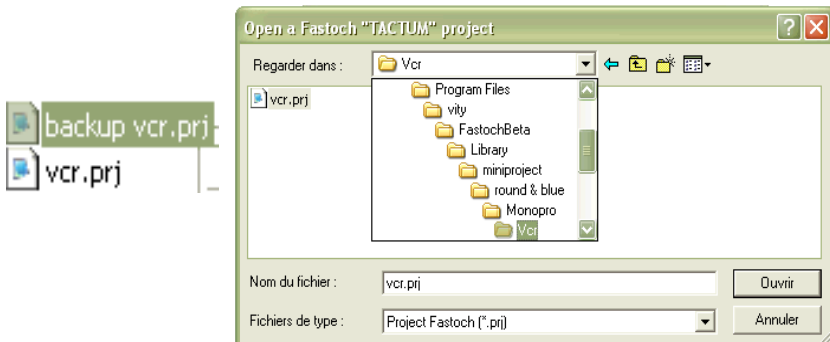 backup vcr.prj
vcr.prj
Open a Fastoch "TACTUM" project
Regarder dans :
Vcr
vcr.prj
Program Files
vity
FastochBeta
Library
miniproject
round & blue
Monopro
Vcr
Nom du fichier :
vcr.prj
Ouvrir
Fichiers de type :
Project Fastoch (*.prj)
Annuler